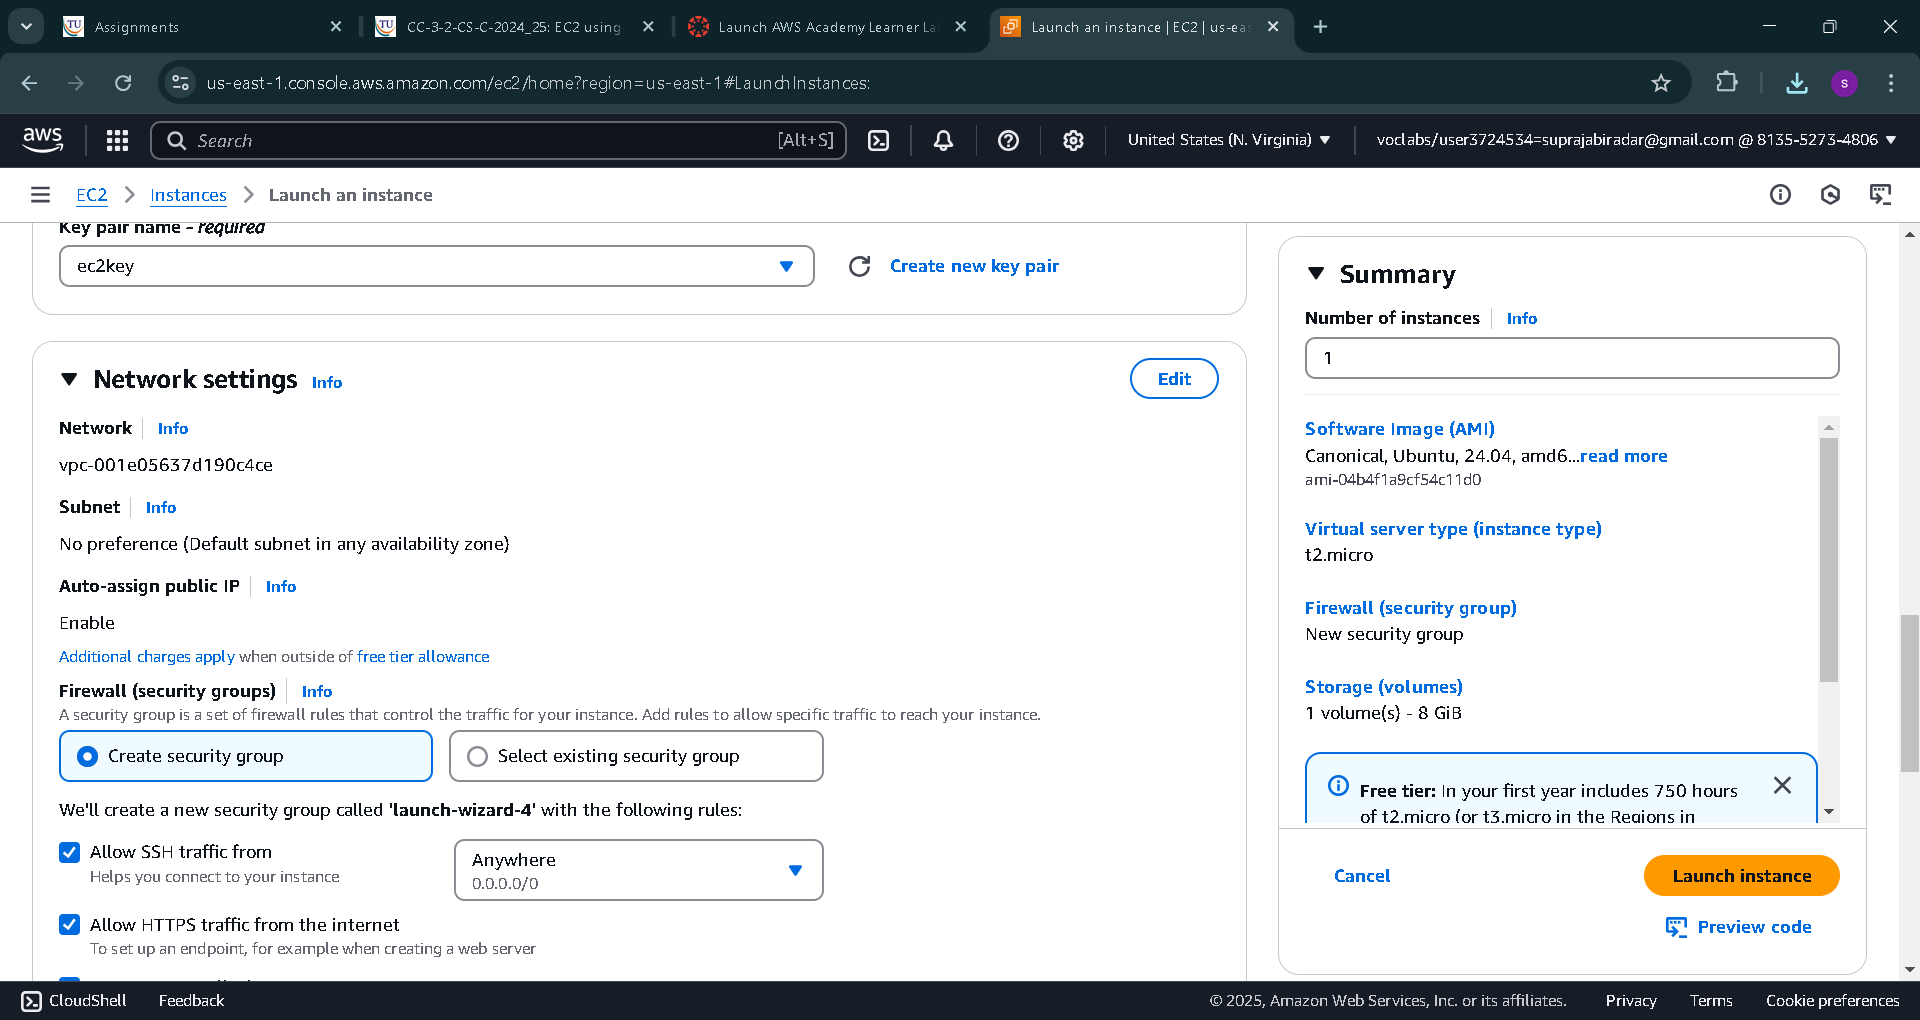 Assignments
CC-3-2-CS-C-2024_25: EC2 using
Launch AWS Academy Learner La
Launch an instance | EC2 | us-eas
us-east-1.console.aws.amazon.com/ec2/home?region=us-east-1#LaunchInstances:
S
aws
Search
[Alt+S]
United States (N. Virginia)
voclabs/user3724534=suprajabiradar@gmail.com @ 8135-5273-4806
EC2
Instances
Launch an instance
Key pair name - required
ec2key
Create new key pair
Network settings Info
Edit
Network Info
vpc-001e05637d190c4ce
Subnet Info
No preference (Default subnet in any availability zone)
Auto-assign public IP Info
Enable
Additional charges apply when outside of free tier allowance
Firewall (security groups) Info
A security group is a set of firewall rules that control the traffic for your instance. Add rules to allow specific traffic to reach your instance.
Create security group
Select existing security group
We'll create a new security group called 'launch-wizard-4' with the following rules:
Allow SSH traffic from
Helps you connect to your instance
Anywhere
0.0.0.0/0
Allow HTTPS traffic from the internet
To set up an endpoint, for example when creating a web server
Summary
Number of instances Info
1
Software Image (AMI)
Canonical, Ubuntu, 24.04, amd6...read more
ami-04b4f1a9cf54c11d0
Virtual server type (instance type)
t2.micro
Firewall (security group)
New security group
Storage (volumes)
1 volume(s) - 8 GiB
Free tier: In your first year includes 750 hours
of t2.micro (or t3.micro in the Regions in
Cancel
Launch instance
Preview code
CloudShell
Feedback
© 2025, Amazon Web Services, Inc. or its affiliates.
Privacy
Terms
Cookie preferences